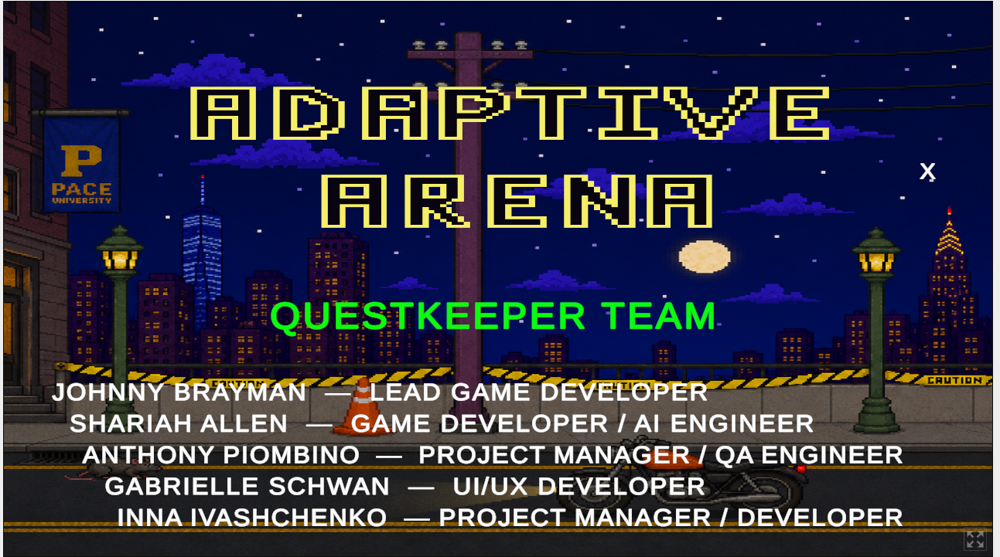 ADAPTIVE
ARENA
P
PACE
UNIVERSITY
X
QUESTKEEPER TEAM
CAUTION
JOHNNY BRAYMAN — LEAD GAME DEVELOPER
SHARIAH ALLEN — GAME DEVELOPER / AI ENGINEER
ANTHONY PIOMBINO — PROJECT MANAGER / QA ENGINEER
GABRIELLE SCHWAN — UI/UX DEVELOPER
INNA IVASHCHENKO — PROJECT MANAGER / DEVELOPER